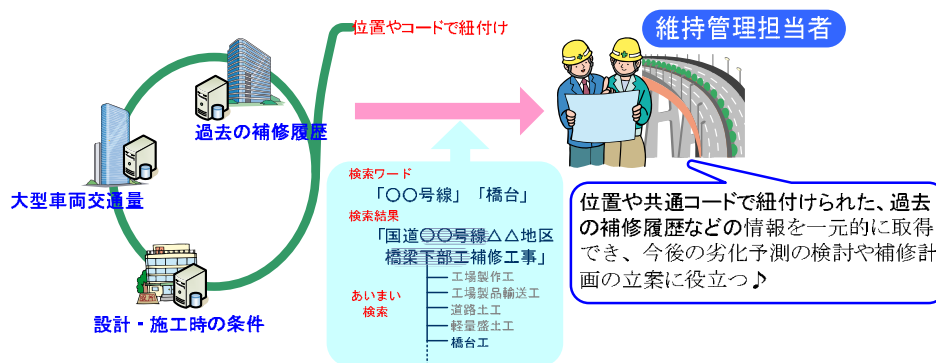 位置やコードで紐付け
維持管理担当者
過去の補修履歴
大型車両交通量
設計・施工時の条件
検索ワード
「〇〇号線」「橋台」
検索結果
「国道〇〇号線△△地区
橋梁下部工補修工事」
あいまい
検索
工場製作工
工場製品輸送工
道路土工
軽量盛土工
橋台工
位置や共通コードで紐付けられた、過去
の補修履歴などの情報を一元的に取得
でき、今後の劣化予測の検討や補修計
画の立案に役立つ♪